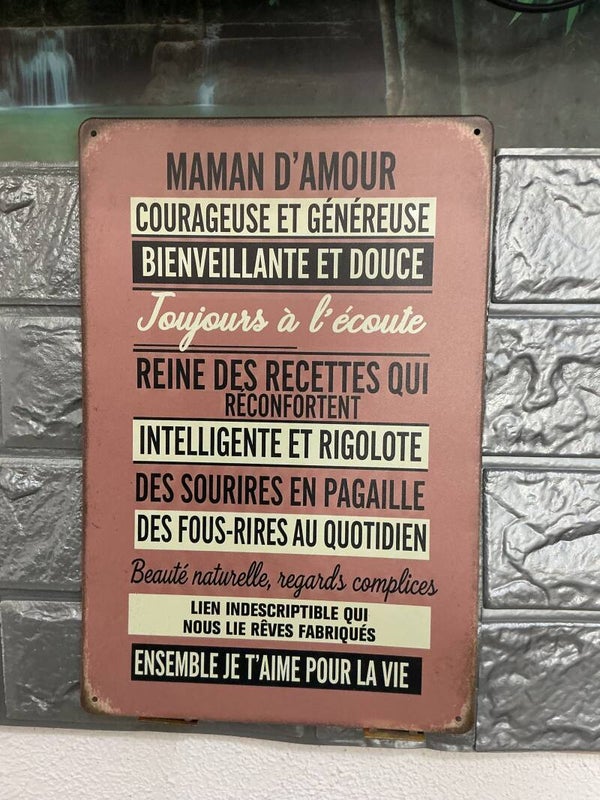 MAMAN D'AMOUR
COURAGEUSE ET GÉNÉREUSE
BIENVEILLANTE ET DOUCE
Toujours à l'écoute
REINE DES RECETTES QUI
RÉCONFORTENT
INTELLIGENTE ET RIGOLOTE
DES SOURIRES EN PAGAILLE
DES FOUS-RIRES AU QUOTIDIEN
Beauté naturelle, regards complices
LIEN INDESCRIPTIBLE QUI
NOUS LIE RÊVES FABRIQUÉS
ENSEMBLE JE T'AIME POUR LA VIE